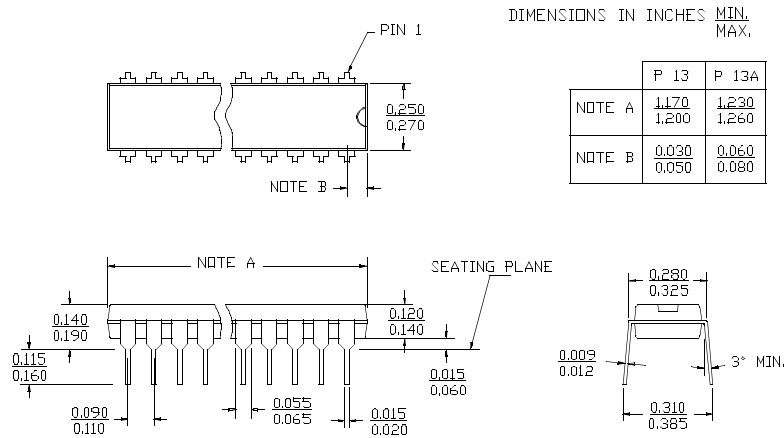 DIMENSIONS IN INCHES MIN.
MAX.
PIN 1
P 13 P 13A
NOTE A 1.170 1.230
1.200 1.260
NOTE B 0.030 0.060
0.050 0.080
0.250
0.270
NOTE B
NOTE A
SEATING PLANE
0.280
0.325
0.140
0.190
0.120
0.140
0.115
0.160
0.015
0.060
0.009
0.012
3° MIN.
0.090
0.110
0.055
0.065
0.015
0.020
0.310
0.385